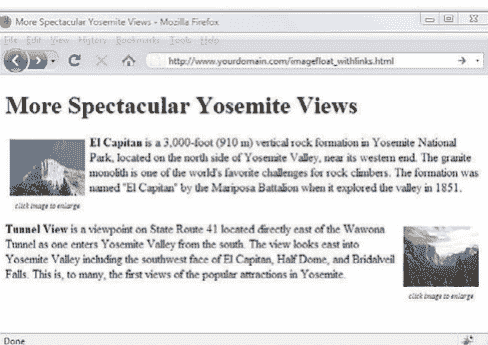 More Spectacular Yosemite Views - Mozilla Firefox
File Edit View History Bookmarks Tools Help
http://www.yourdomain.com/imagefloat_withlinks.html
More Spectacular Yosemite Views
El Capitan is a 3,000-foot (910 m) vertical rock formation in Yosemite National
Park, located on the north side of Yosemite Valley, near its western end. The granite
monolith is one of the world's favorite challenges for rock climbers. The formation was
named "El Capitan" by the Mariposa Battalion when it explored the valley in 1851.
click image to enlarge
Tunnel View is a viewpoint on State Route 41 located directly east of the Wawona
Tunnel as one enters Yosemite Valley from the south. The view looks east into
Yosemite Valley including the southwest face of El Capitan, Half Dome, and Bridalveil
Falls. This is, to many, the first views of the popular attractions in Yosemite.
click image to enlarge
Done